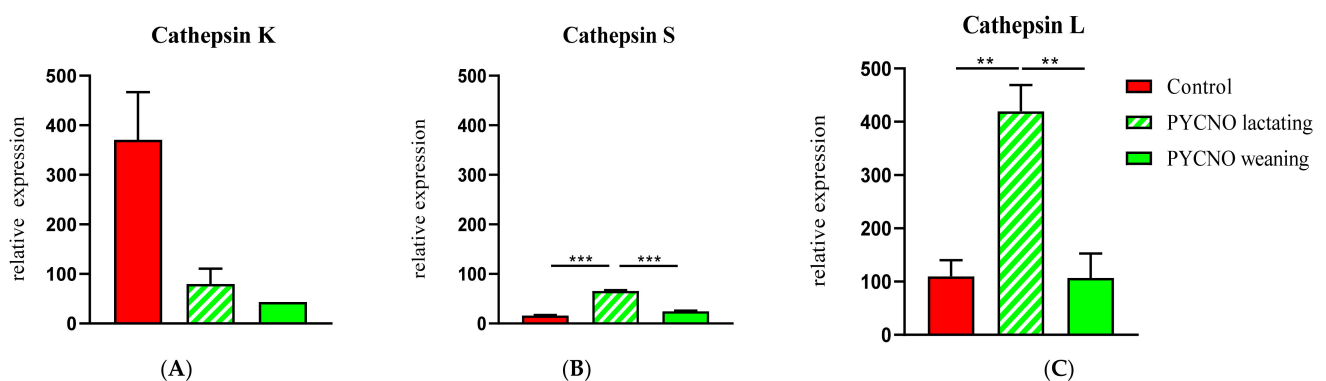 Cathepsin K
500
400
300
200
100
0
relative expression
(A)
Cathepsin S
500
400
300
200
100
0
relative expression
*** ***
(B)
Cathepsin L
500
400
300
200
100
0
relative expression
** **
(C)
Control
PYCNO lactating
PYCNO weaning